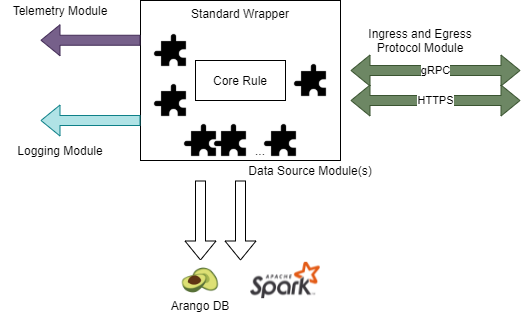 Telemetry Module
Standard Wrapper
Ingress and Egress
Protocol Module
gRPC
Core Rule
HTTPS
Logging Module
...
Data Source Module(s)
APACHE
Spark™
Arango DB